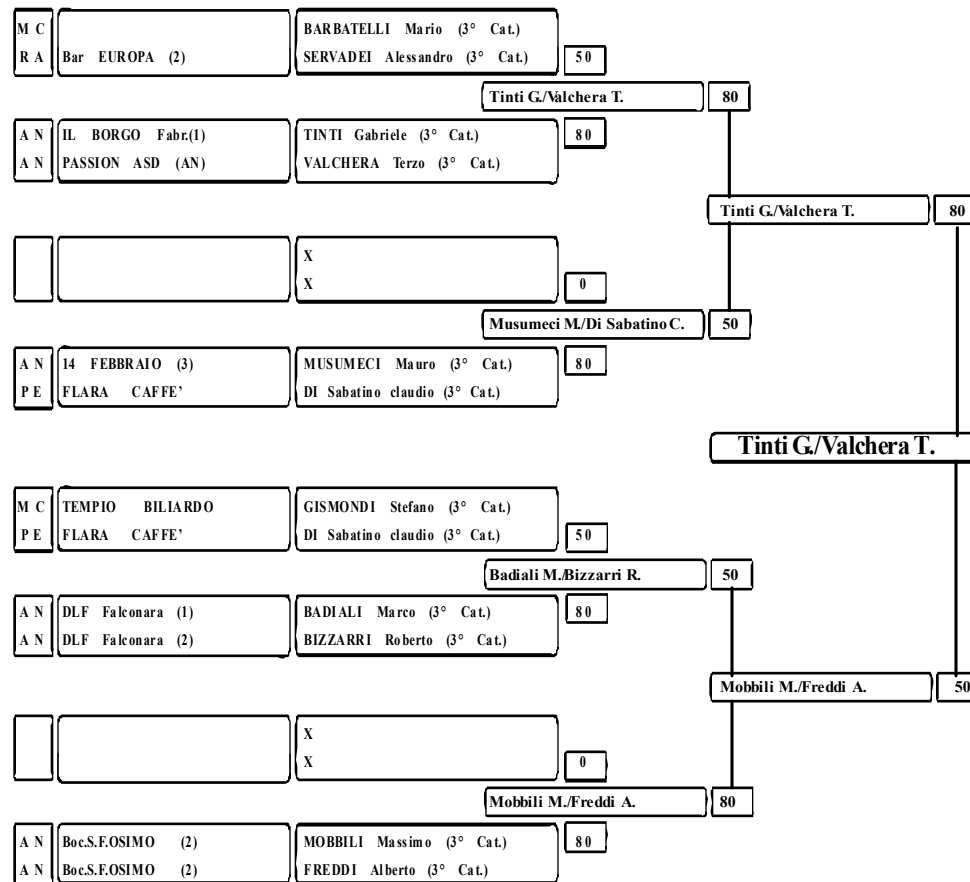 M C BARBATELLI Mario (3° Cat.)
R A Bar EUROPA (2) SERVADEI Alessandro (3° Cat.) 50
Tinti G./Valchera T. 80
A N IL BORGO Fabr.(1) TINTI Gabriele (3° Cat.) 80
A N PASSION ASD (AN) VALCHERA Terzo (3° Cat.)
Tinti G./Valchera T. 80
X
X 0
Musumeci M./Di Sabatino C. 50
A N 14 FEBBRAIO (3) MUSUMECI Mauro (3° Cat.) 80
P E FLARA CAFFE' DI Sabatino claudio (3° Cat.)
Tinti G./Valchera T.
M C TEMPIO BILIARDO GISMONDI Stefano (3° Cat.)
P E FLARA CAFFE' DI Sabatino claudio (3° Cat.) 50
Badiali M./Bizzarri R. 50
A N DLF Falconara (1) BADIALI Marco (3° Cat.) 80
A N DLF Falconara (2) BIZZARRI Roberto (3° Cat.)
Mobbili M./Freddi A. 50
X
X 0
Mobbili M./Freddi A. 80
A N Boc.S.F.OSIMO (2) MOBBILI Massimo (3° Cat.) 80
A N Boc.S.F.OSIMO (2) FREDDI Alberto (3° Cat.)